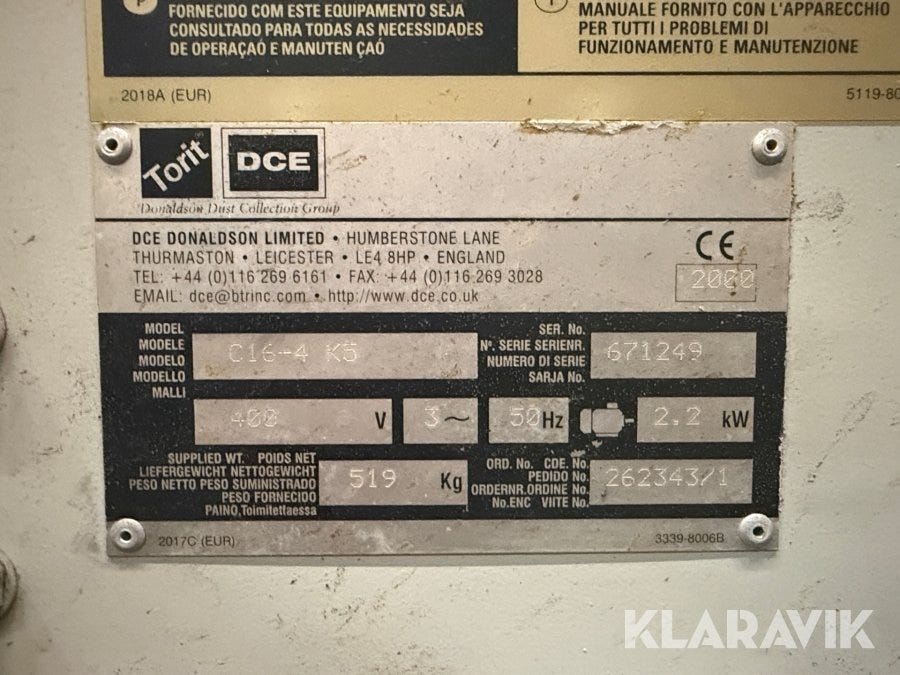 P
FORNECIDO COM ESTE EQUIPAMENTO SEJA
CONSULTADO PARA TODAS AS NECESSIDADES
DE OPERAÇAÓ E MANUTEN ÇAÓ
I
MANUALE FORNITO CON L'APPARECCHIO
PER TUTTI I PROBLEMI DI
FUNZIONAMENTO E MANUTENZIONE
2018A (EUR)
5119-80
Torit
DCE
Donaldson Dust Collection Group
DCE DONALDSON LIMITED • HUMBERSTONE LANE
THURMASTON • LEICESTER • LE4 8HP • ENGLAND
TEL: +44 (0)116 269 6161 • FAX: +44 (0)116 269 3028
EMAIL: dce@btrinc.com • http://www.dce.co.uk
CE
2000
MODEL
MODELE
MODELO
MODELLO
MALLI
C16-4 K5
SER. No.
N°. SERIE SERIENR.
NUMERO DI SERIE
SARJA No.
671249
400 V
3~
50 Hz
2.2 kW
SUPPLIED WT. POIDS NET
LIEFERGEWICHT NETTOGEWICHT
PESO NETTO PESO SUMINISTRADO
PESO FORNECIDO
PAINO,Toimitettaessa
519 Kg
ORD. No. CDE. No.
PEDIDO No.
ORDERNR.ORDINE No.
No.ENC VIITE No.
262343/1
2017C (EUR)
3339-8006B
KLARAVIK